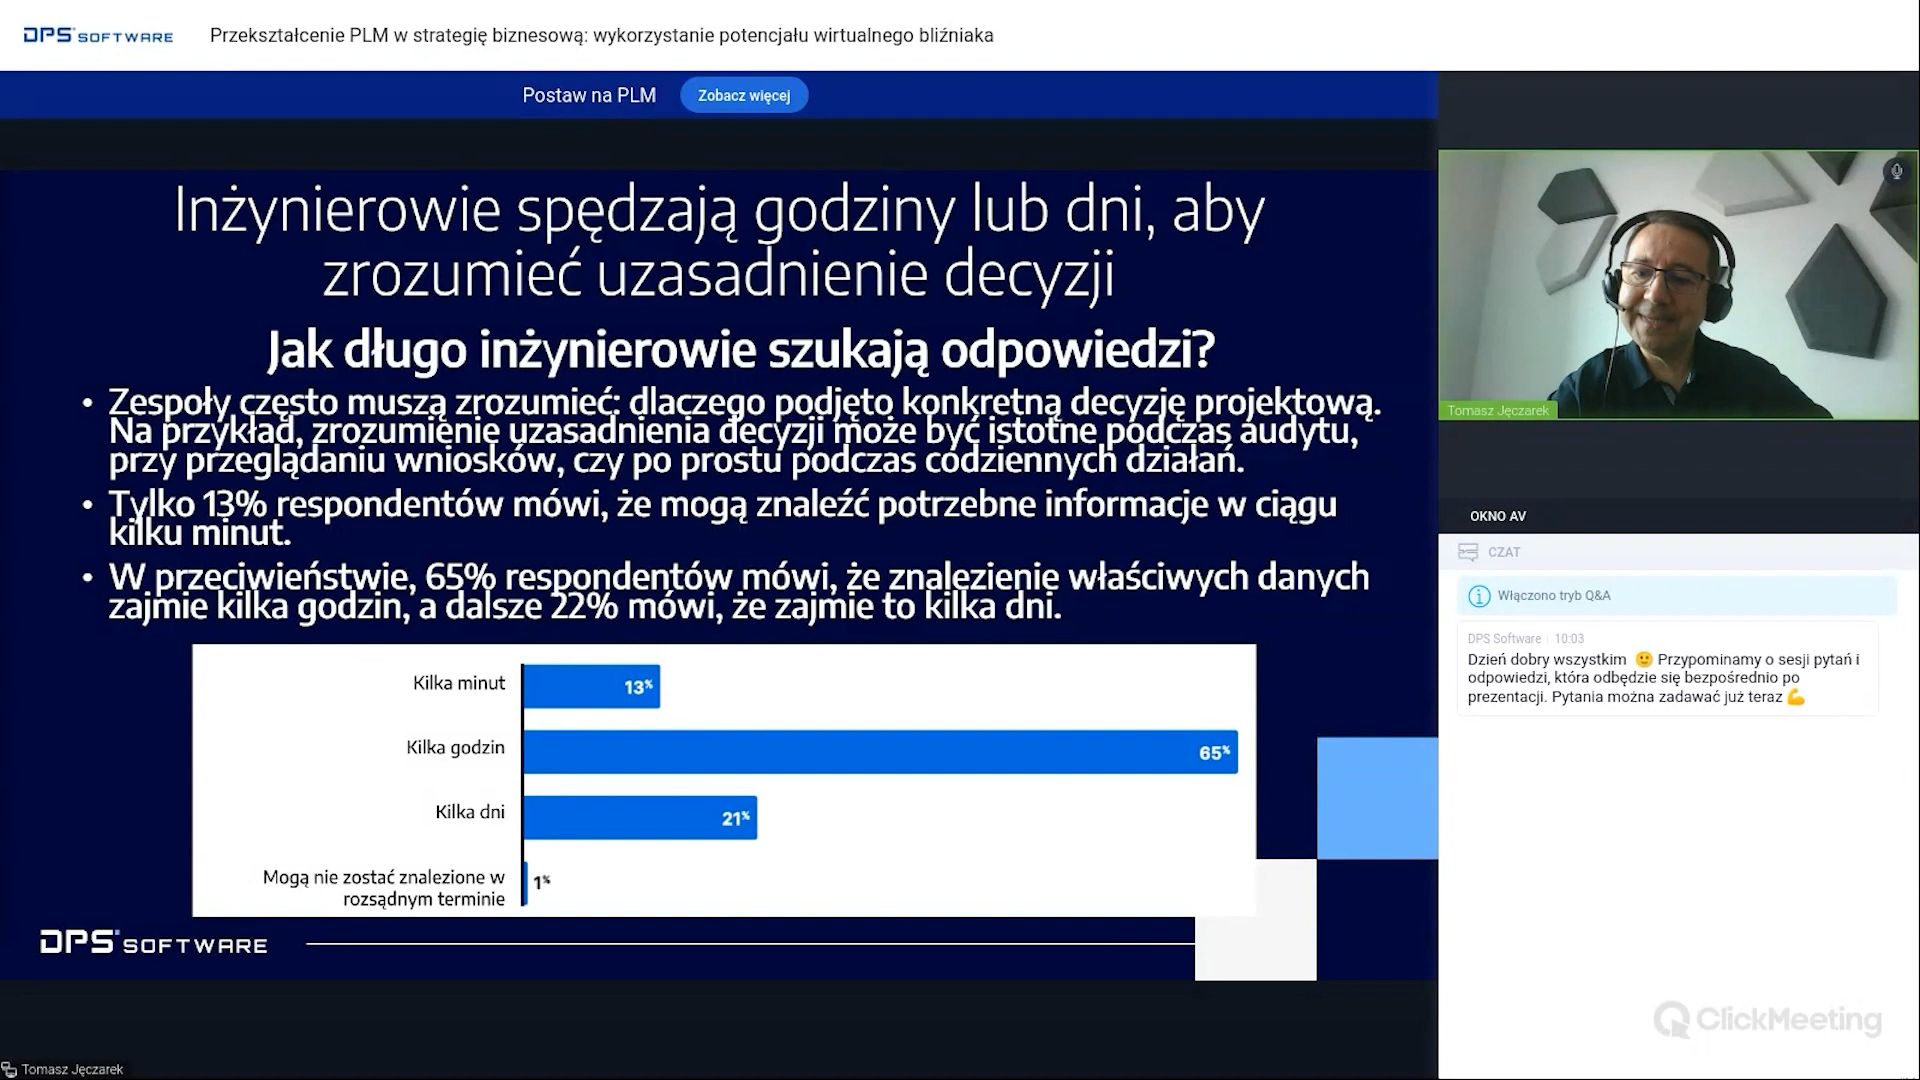 DPS SOFTWARE
Przekształcenie PLM w strategię biznesową: wykorzystanie potencjału wirtualnego bliźniaka
Postaw na PLM
Zobacz więcej
Inżynierowie spędzają godziny lub dni, aby
zrozumieć uzasadnienie decyzji
Jak długo inżynierowie szukają odpowiedzi?
• Zespoły często muszą zrozumieć: dlaczego podjęto konkretną decyzję projektową.
Na przykład, zrozumienie uzasadnienia decyzji może być istotne podczas audytu,
przy przeglądaniu wniosków, czy po prostu podczas codziennych działań.
• Tylko 13% respondentów mówi, że mogą znaleźć potrzebne informacje w ciągu
kilku minut.
• W przeciwieństwie, 65% respondentów mówi, że znalezienie właściwych danych
zajmie kilka godzin, a dalsze 22% mówi, że zajmie to kilka dni.
Kilka minut
13%
Kilka godzin
65%
Kilka dni
21%
Mogą nie zostać znalezione w
rozsądnym terminie
1%
DPS SOFTWARE
Tomasz Jęczarek
Tomasz Jęczarek
OKNO AV
CZAT
Włączono tryb Q&A
DPS Software 10:03
Dzień dobry wszystkim 🙂 Przypominamy o sesji pytań i
odpowiedzi, która odbędzie się bezpośrednio po
prezentacji. Pytania można zadawać już teraz 💪
ClickMeeting